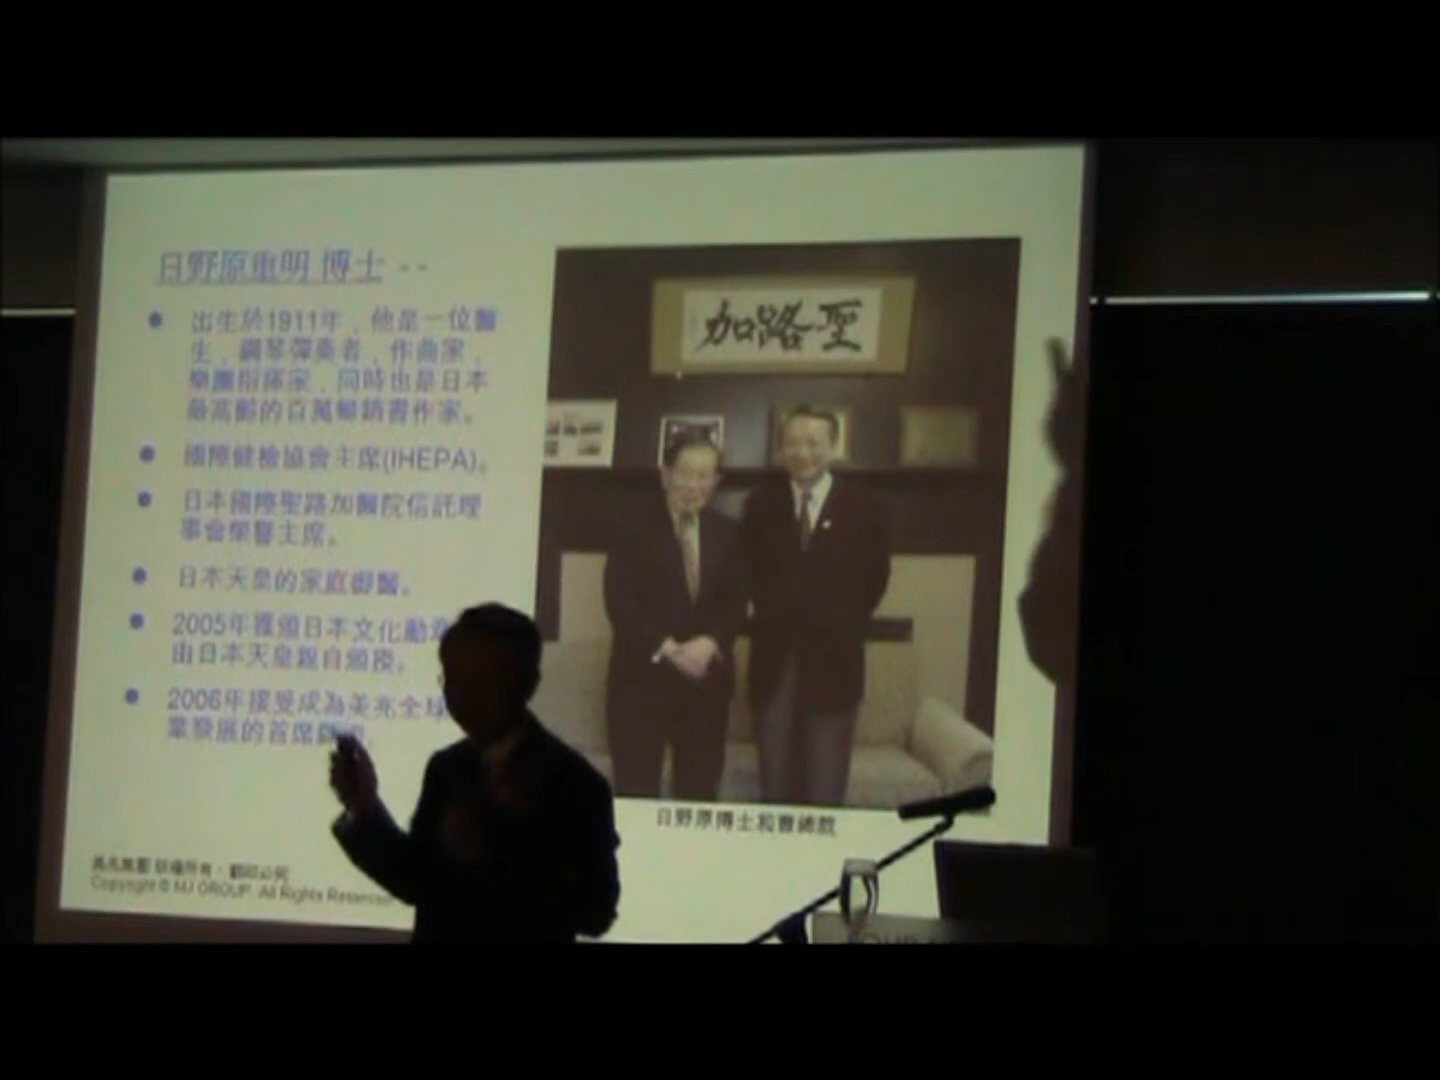 日野原重明 博士 --
出生於1911年，他是一位醫
生，鋼琴彈奏者，作曲家，
樂團指揮家，同時也是日本
最高齡的百萬暢銷書作家。
國際健檢協會主席(IHEPA)。
日本國際聖路加醫院信託理
事會榮譽主席。
日本天皇的家庭御醫。
2005年獲頒日本文化勳章
由日本天皇親自頒授。
2006年接受成為美兆全球
業發展的首席
加路聖
日野原博士和曹總裁
美兆集團 版權所有，翻印必究
Copyright © MJ GROUP. All Rights Reserved